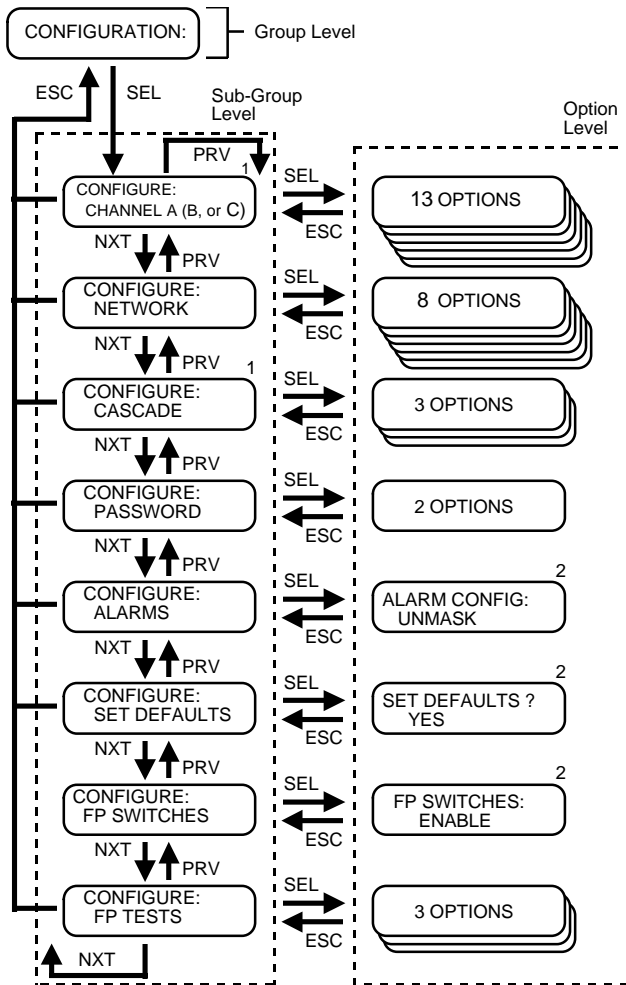 CONFIGURATION:
Group Level
ESC
SEL
Sub-Group
Level
Option
Level
PRV
1
CONFIGURE:
CHANNEL A (B, or C)
SEL
ESC
13 OPTIONS
NXT
PRV
CONFIGURE:
NETWORK
SEL
ESC
8 OPTIONS
NXT
PRV
1
CONFIGURE:
CASCADE
SEL
ESC
3 OPTIONS
NXT
PRV
CONFIGURE:
PASSWORD
SEL
ESC
2 OPTIONS
NXT
PRV
CONFIGURE:
ALARMS
SEL
ESC
2
ALARM CONFIG:
UNMASK
NXT
PRV
CONFIGURE:
SET DEFAULTS
SEL
ESC
2
SET DEFAULTS ?
YES
NXT
PRV
CONFIGURE:
FP SWITCHES
SEL
ESC
2
FP SWITCHES:
ENABLE
NXT
PRV
CONFIGURE:
FP TESTS
SEL
ESC
3 OPTIONS
NXT